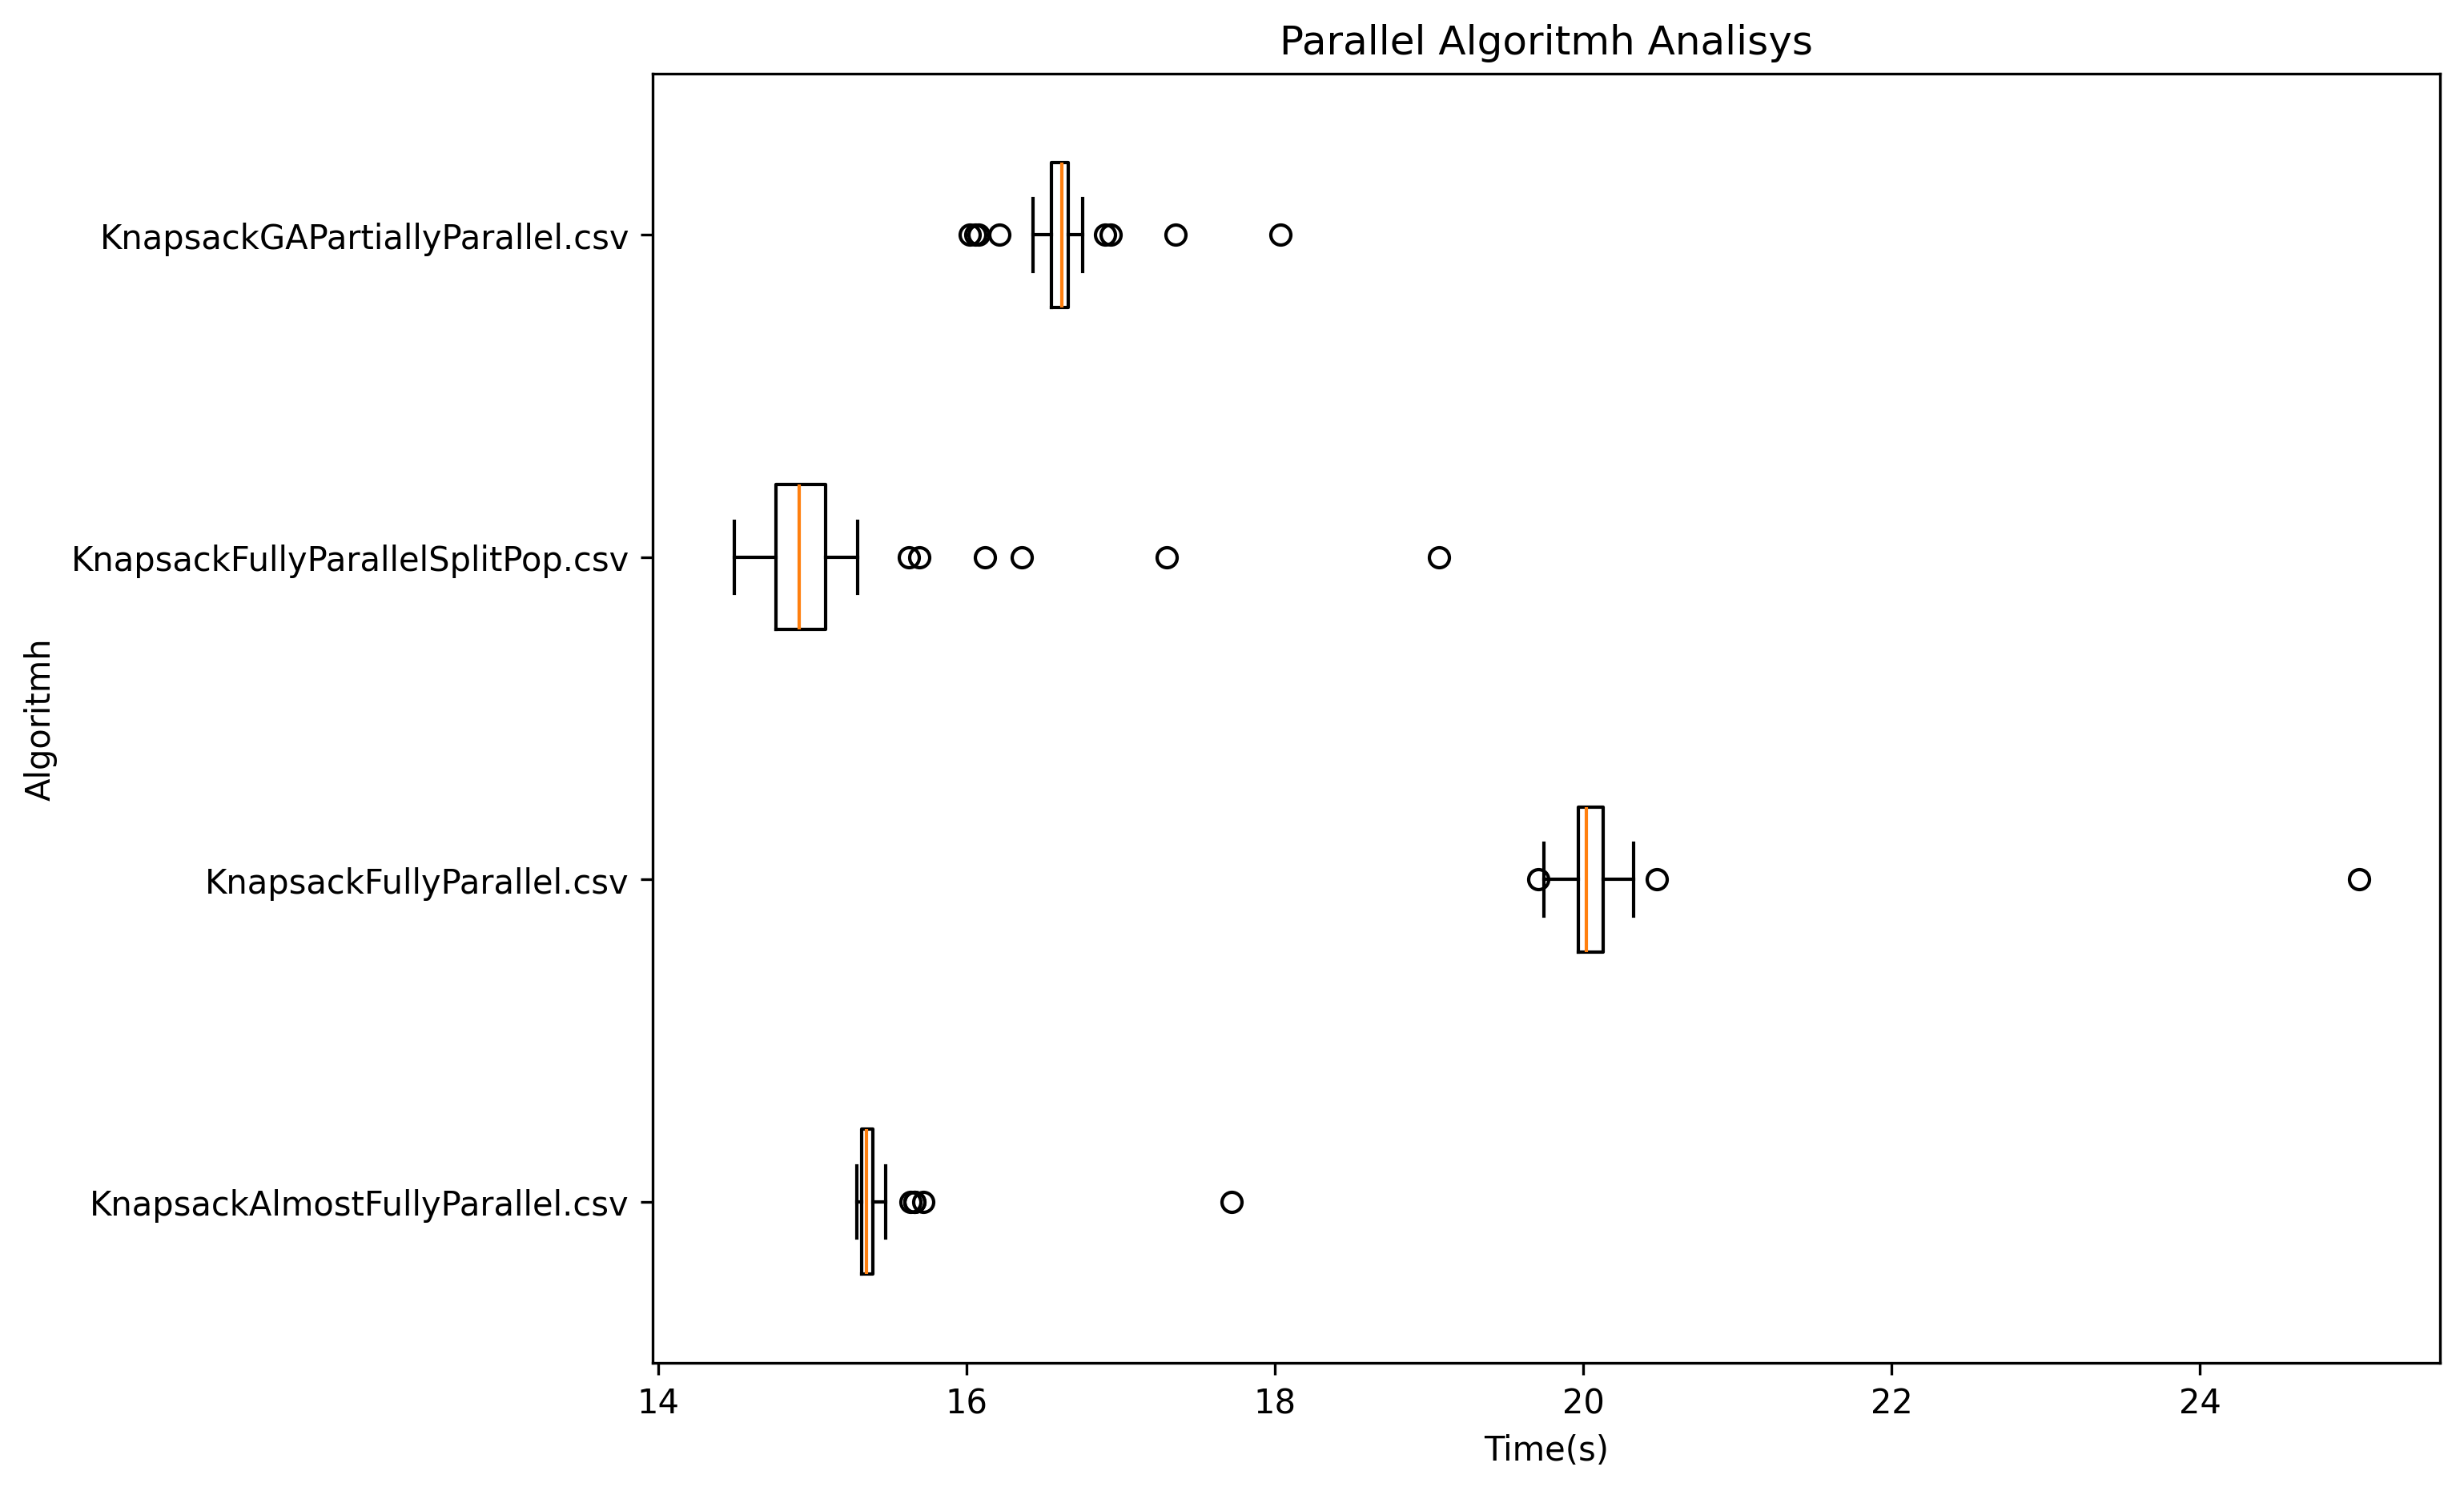 Parallel Algoritmh Analisys
KnapsackGAPartiallyParallel.csv
KnapsackFullyParallelSplitPop.csv
KnapsackFullyParallel.csv
KnapsackAlmostFullyParallel.csv
Algoritmh
14 16 18 20 22 24
Time(s)